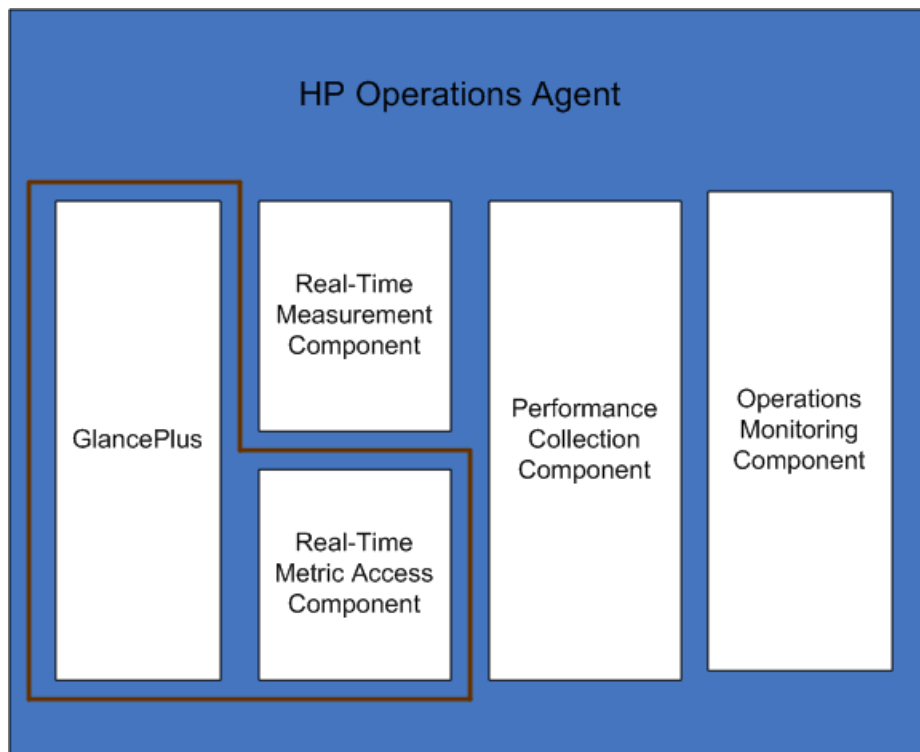 HP Operations Agent
GlancePlus
Real-Time
Measurement
Component
Real-Time
Metric Access
Component
Performance
Collection
Component
Operations
Monitoring
Component